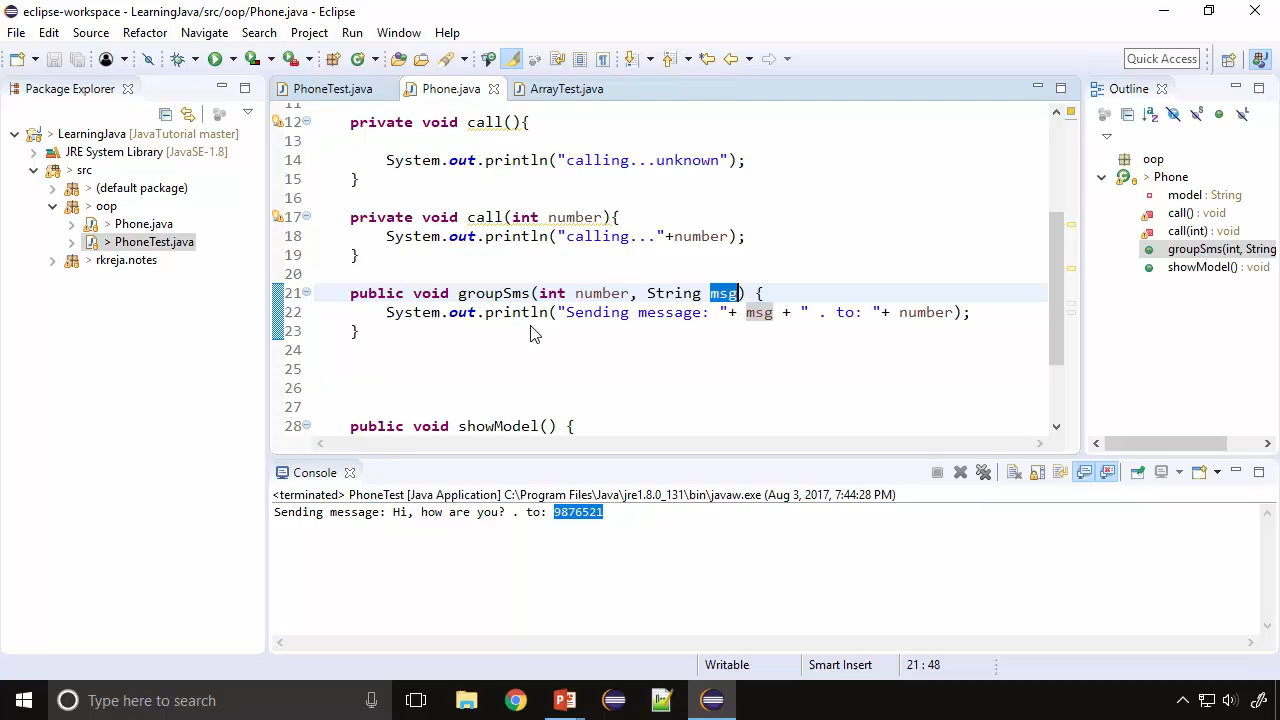 eclipse-workspace - LearningJava/src/oop/Phone.java - Eclipse
File Edit Source Refactor Navigate Search Project Run Window Help
Quick Access
Package Explorer
PhoneTest.java Phone.java ArrayTest.java
Outline
> LearningJava [JavaTutorial master]
JRE System Library [JavaSE-1.8]
> src
> (default package)
> oop
> Phone.java
> PhoneTest.java
> rkreja.notes
11
12 private void call(){
13
14 System.out.println("calling...unknown");
15 }
16
17 private void call(int number){
18 System.out.println("calling..."+number);
19 }
20
21 public void groupSms(int number, String msg) {
22 System.out.println("Sending message: "+ msg + " . to: "+ number);
23 }
24
25
26
27
28 public void showModel() {
oop
> Phone
model : String
call() : void
call(int) : void
groupSms(int, String
showModel() : void
Console
<terminated> PhoneTest [Java Application] C:\Program Files\Java\jre1.8.0_131\bin\javaw.exe (Aug 3, 2017, 7:44:28 PM)
Sending message: Hi, how are you? . to: 9876521
Writable Smart Insert 21 : 48
Type here to search